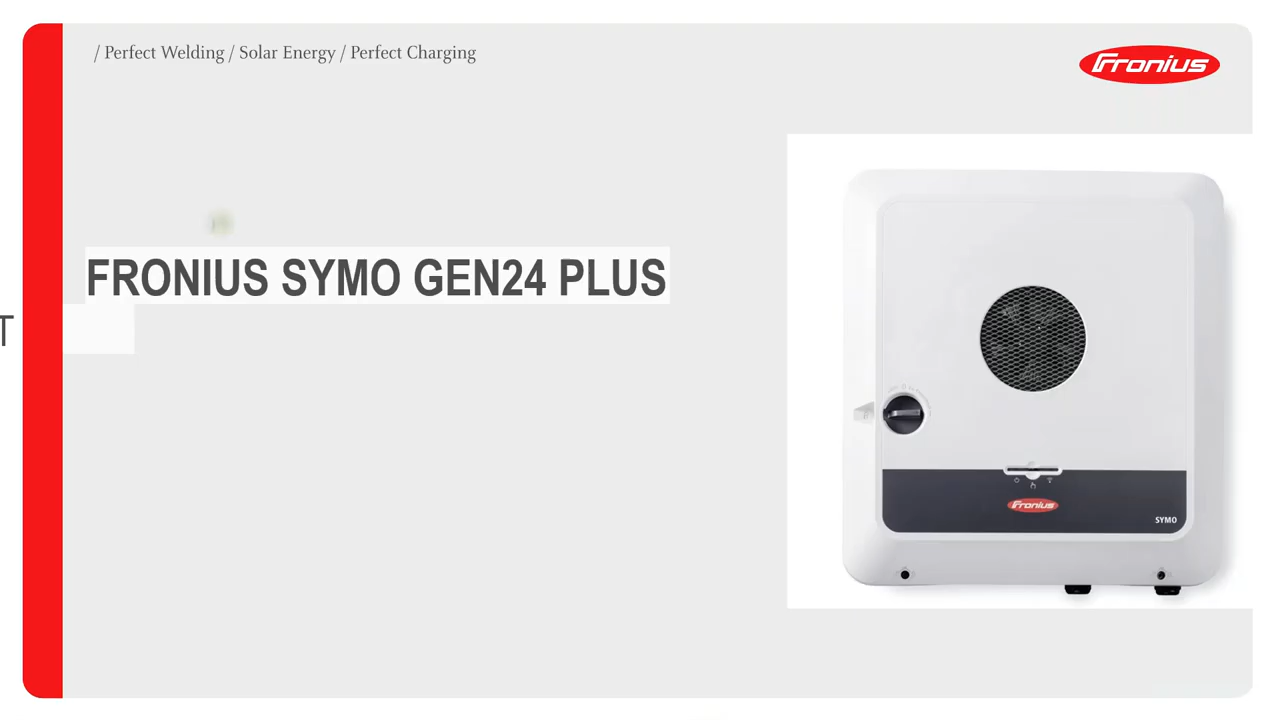 / Perfect Welding / Solar Energy / Perfect Charging
Fronius
FRONIUS SYMO GEN24 PLUS
T
Fronius
SYMO